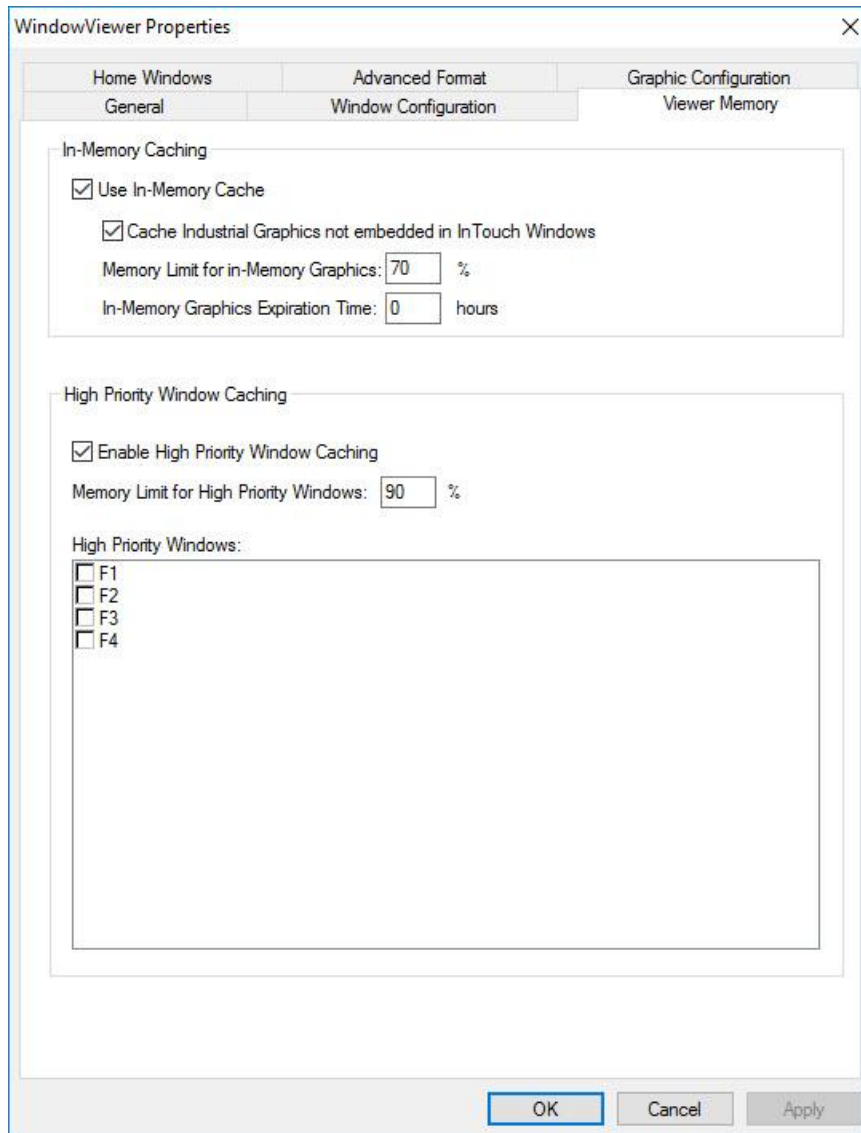 WindowViewer Properties
Home Windows Advanced Format Graphic Configuration
General Window Configuration Viewer Memory
In-Memory Caching
Use In-Memory Cache
Cache Industrial Graphics not embedded in InTouch Windows
Memory Limit for in-Memory Graphics: 70 %
In-Memory Graphics Expiration Time: 0 hours
High Priority Window Caching
Enable High Priority Window Caching
Memory Limit for High Priority Windows: 90 %
High Priority Windows:
F1
F2
F3
F4
OK Cancel Apply